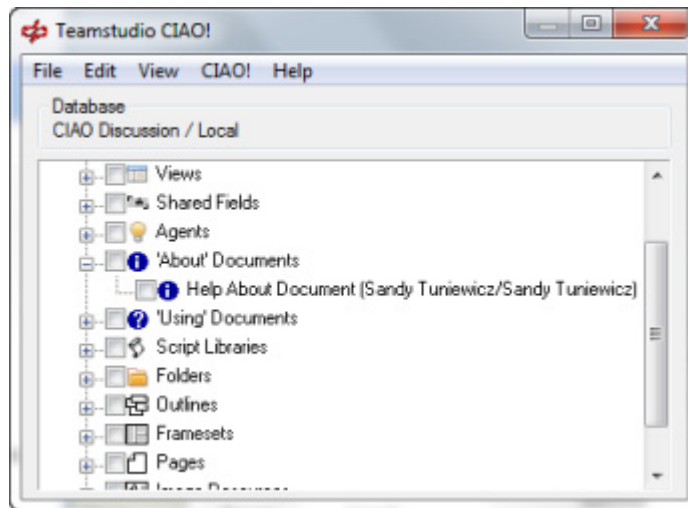 Teamstudio CIAO!
File Edit View CIAO! Help
Database
CIAO Discussion / Local
Views
Shared Fields
Agents
'About' Documents
Help About Document (Sandy Tuniewicz/Sandy Tuniewicz)
'Using' Documents
Script Libraries
Folders
Outlines
Framesets
Pages